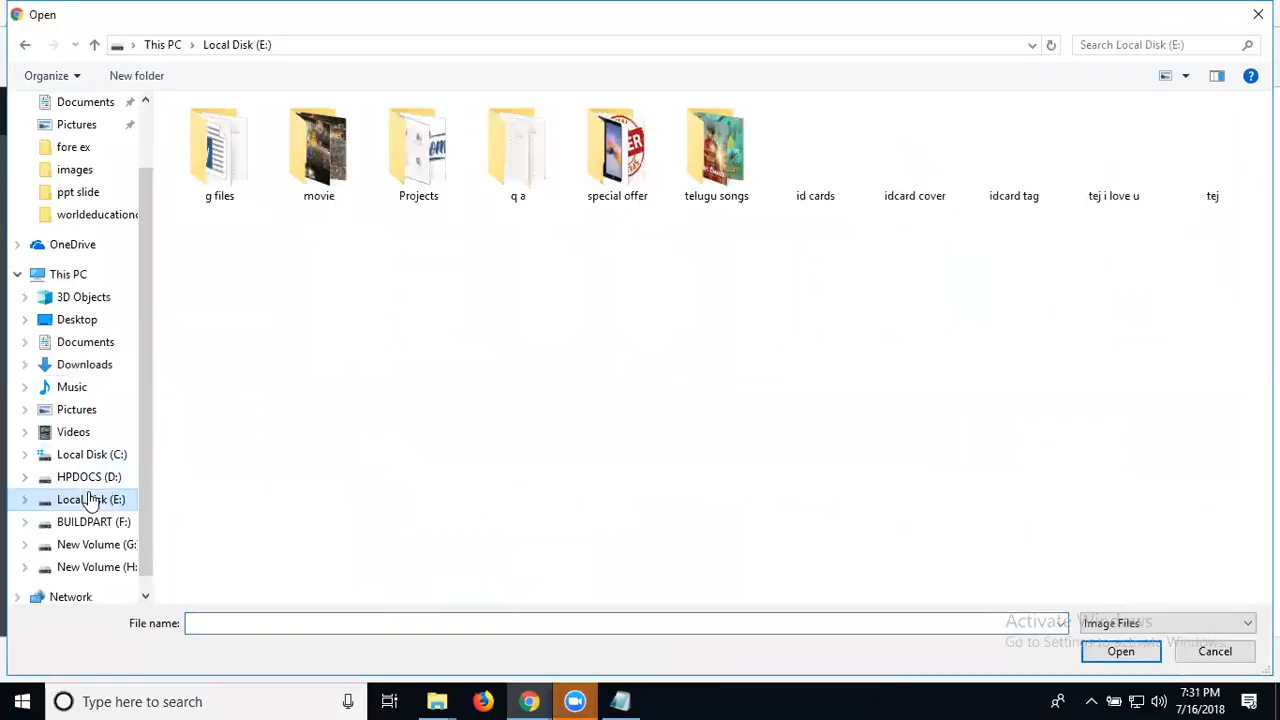 Open
This PC
Local Disk (E:)
Search Local Disk (E:)
Organize
New folder
Documents
Pictures
fore ex
images
ppt slide
worldeducation
OneDrive
This PC
3D Objects
Desktop
Documents
Downloads
Music
Pictures
Videos
Local Disk (C:)
HPDOCS (D:)
Local Disk (E:)
BUILDPART (F:)
New Volume (G:
New Volume (H:
Network
g files
movie
Projects
q a
special offer
telugu songs
id cards
idcard cover
idcard tag
tej i love u
tej
File name:
Image Files
Activate Windows
Go to Settings to activate Windows.
Open
Cancel
Type here to search
7:31 PM
7/16/2018